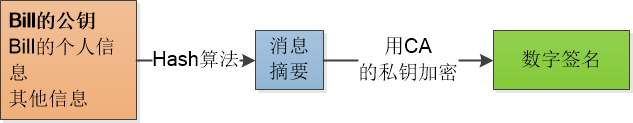 Bill的公钥
Bill的个人信
息
其他信息
Hash算法
消息
摘要
用CA
的私钥加密
数字签名